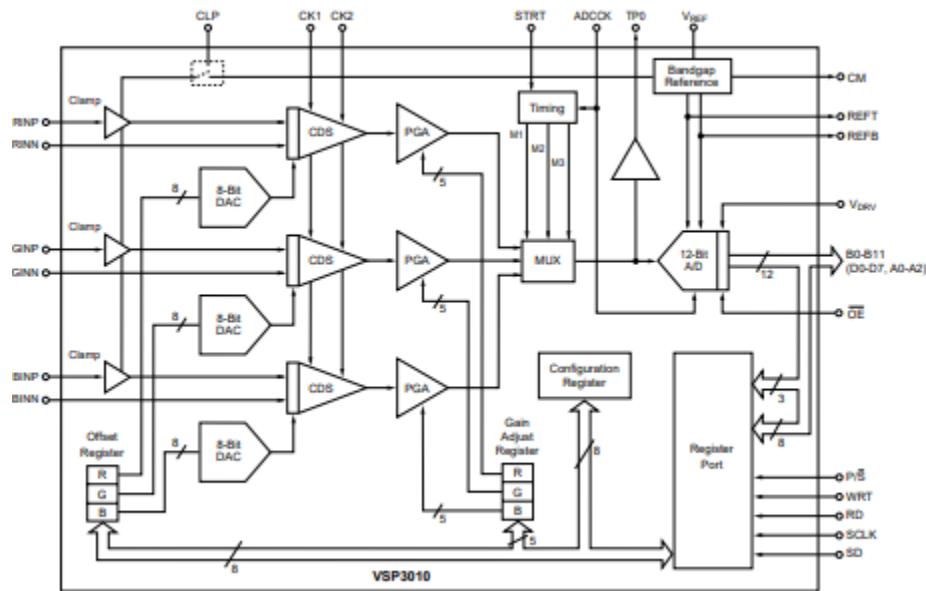 CLP
CK1
CK2
STRT
ADCCK
TP0
VREF
Bandgap
Reference
CM
REFT
REFB
Clamp
RINP
RINN
CDS
PGA
Timing
M1
M2
M3
8
8-Bit
DAC
5
VDRV
Clamp
GINP
GINN
CDS
PGA
MUX
12-Bit
A/D
12
B0-B11
(D0-D7, A0-A2)
8
8-Bit
DAC
5
OE
Clamp
BINP
BINN
CDS
PGA
Configuration
Register
3
8
8
8-Bit
DAC
Offset
Register
R
G
B
Gain
Adjust
Register
R
G
B
5
8
Register
Port
P/S
WRT
RD
SCLK
SD
8
5
VSP3010